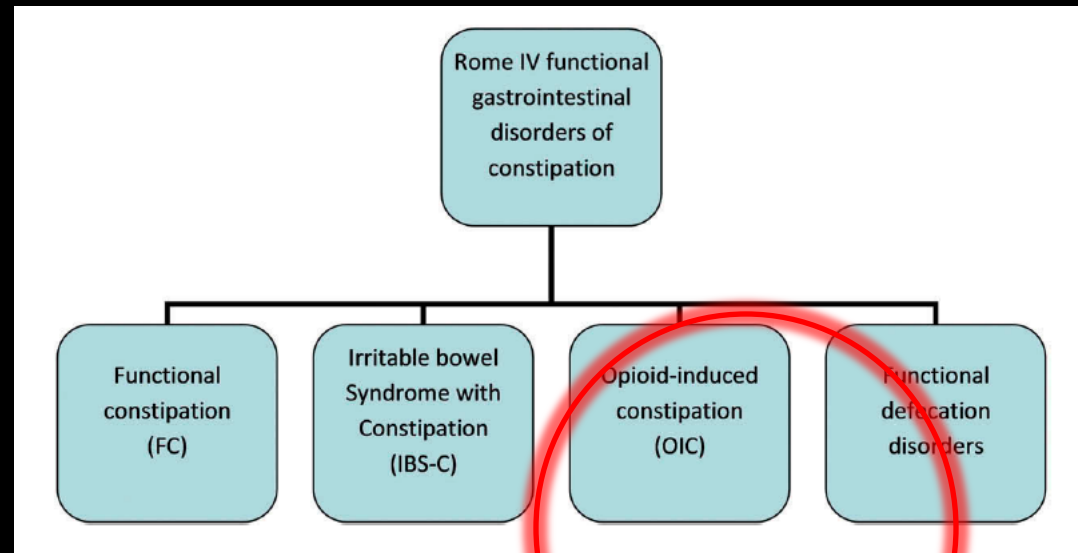 Rome IV functional
gastrointestinal
disorders of
constipation
Functional
constipation
(FC)
Irritable bowel
Syndrome with
Constipation
(IBS-C)
Opioid-induced
constipation
(OIC)
Functional
defecation
disorders